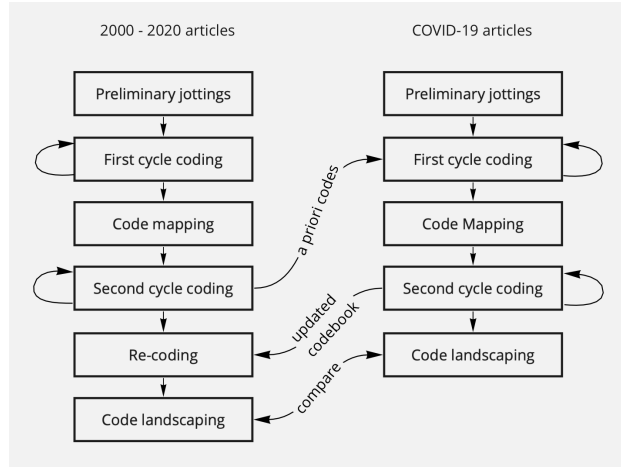 2000 - 2020 articles
COVID-19 articles
Preliminary jottings
Preliminary jottings
First cycle coding
First cycle coding
a priori codes
Code mapping
Code Mapping
Second cycle coding
Second cycle coding
updated
codebook
Re-coding
Code landscaping
compare
Code landscaping